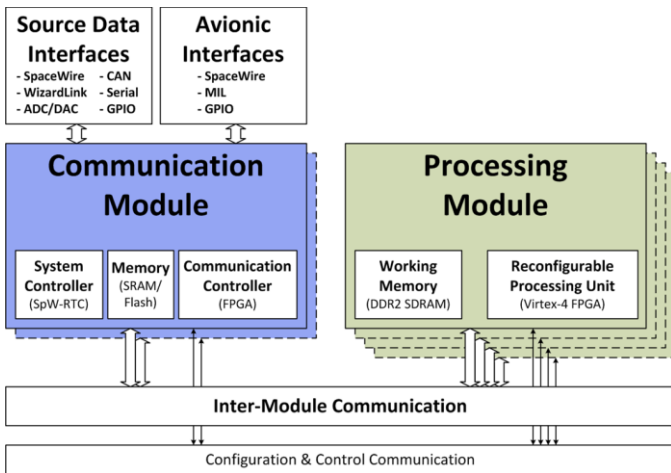 Source Data
Interfaces
- SpaceWire - CAN
- WizardLink - Serial
- ADC/DAC - GPIO
Avionic
Interfaces
- SpaceWire
- MIL
- GPIO
Communication
Module
System
Controller
(SpW-RTC)
Memory
(SRAM/
Flash)
Communication
Controller
(FPGA)
Processing
Module
Working
Memory
(DDR2 SDRAM)
Reconfigurable
Processing Unit
(Virtex-4 FPGA)
Inter-Module Communication
Configuration & Control Communication